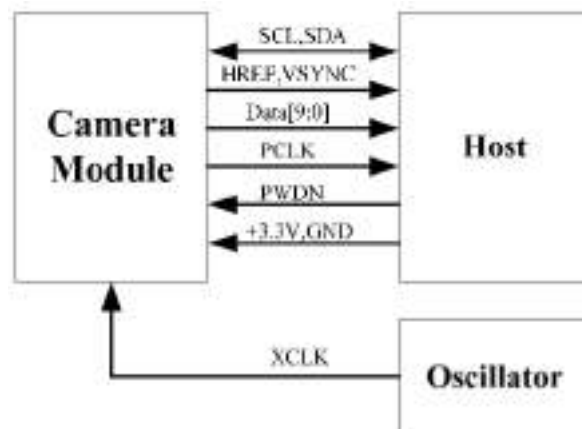 SCL,SDA
HREF,VSYNC
Data[9:0]
PCLK
PWDN
+3.3V,GND
Camera
Module
Host
XCLK
Oscillator